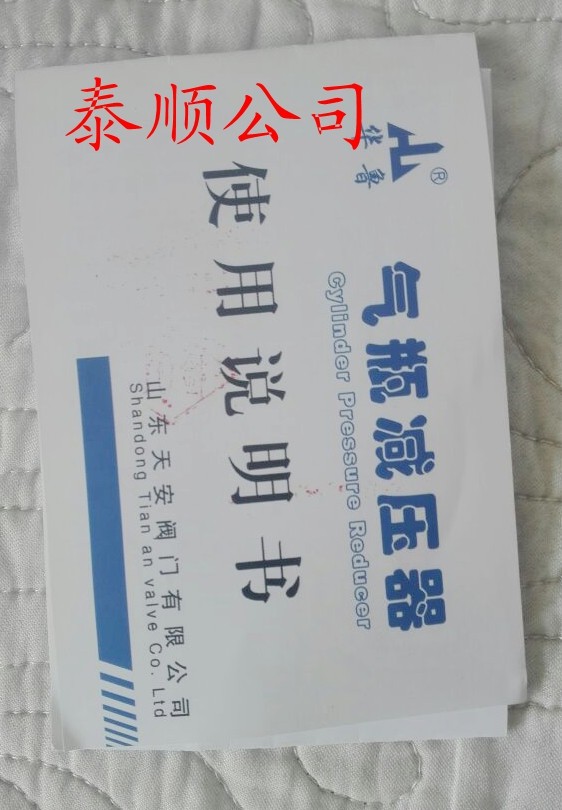 泰顺公司
华鲁
®
气瓶减压器
Cylinder Pressure Reducer
使用说明书
山东天安阀门有限公司
Shandong Tian an valve Co. Ltd